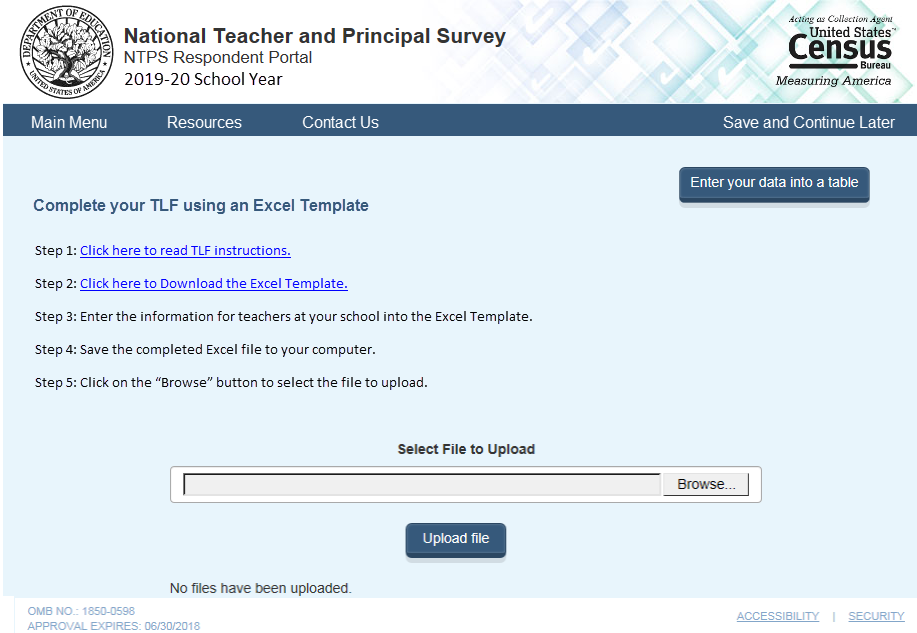 DEPARTMENT OF EDUCATION
UNITED STATES OF AMERICA
National Teacher and Principal Survey
NTPS Respondent Portal
2019-20 School Year
Acting as Collection Agent
United States™
Census
Bureau
Measuring America
Main Menu Resources Contact Us Save and Continue Later
Enter your data into a table
Complete your TLF using an Excel Template
Step 1: Click here to read TLF instructions.
Step 2: Click here to Download the Excel Template.
Step 3: Enter the information for teachers at your school into the Excel Template.
Step 4: Save the completed Excel file to your computer.
Step 5: Click on the “Browse” button to select the file to upload.
Select File to Upload
Browse...
Upload file
No files have been uploaded.
OMB NO.: 1850-0598
APPROVAL EXPIRES: 06/30/2018
ACCESSIBILITY | SECURITY